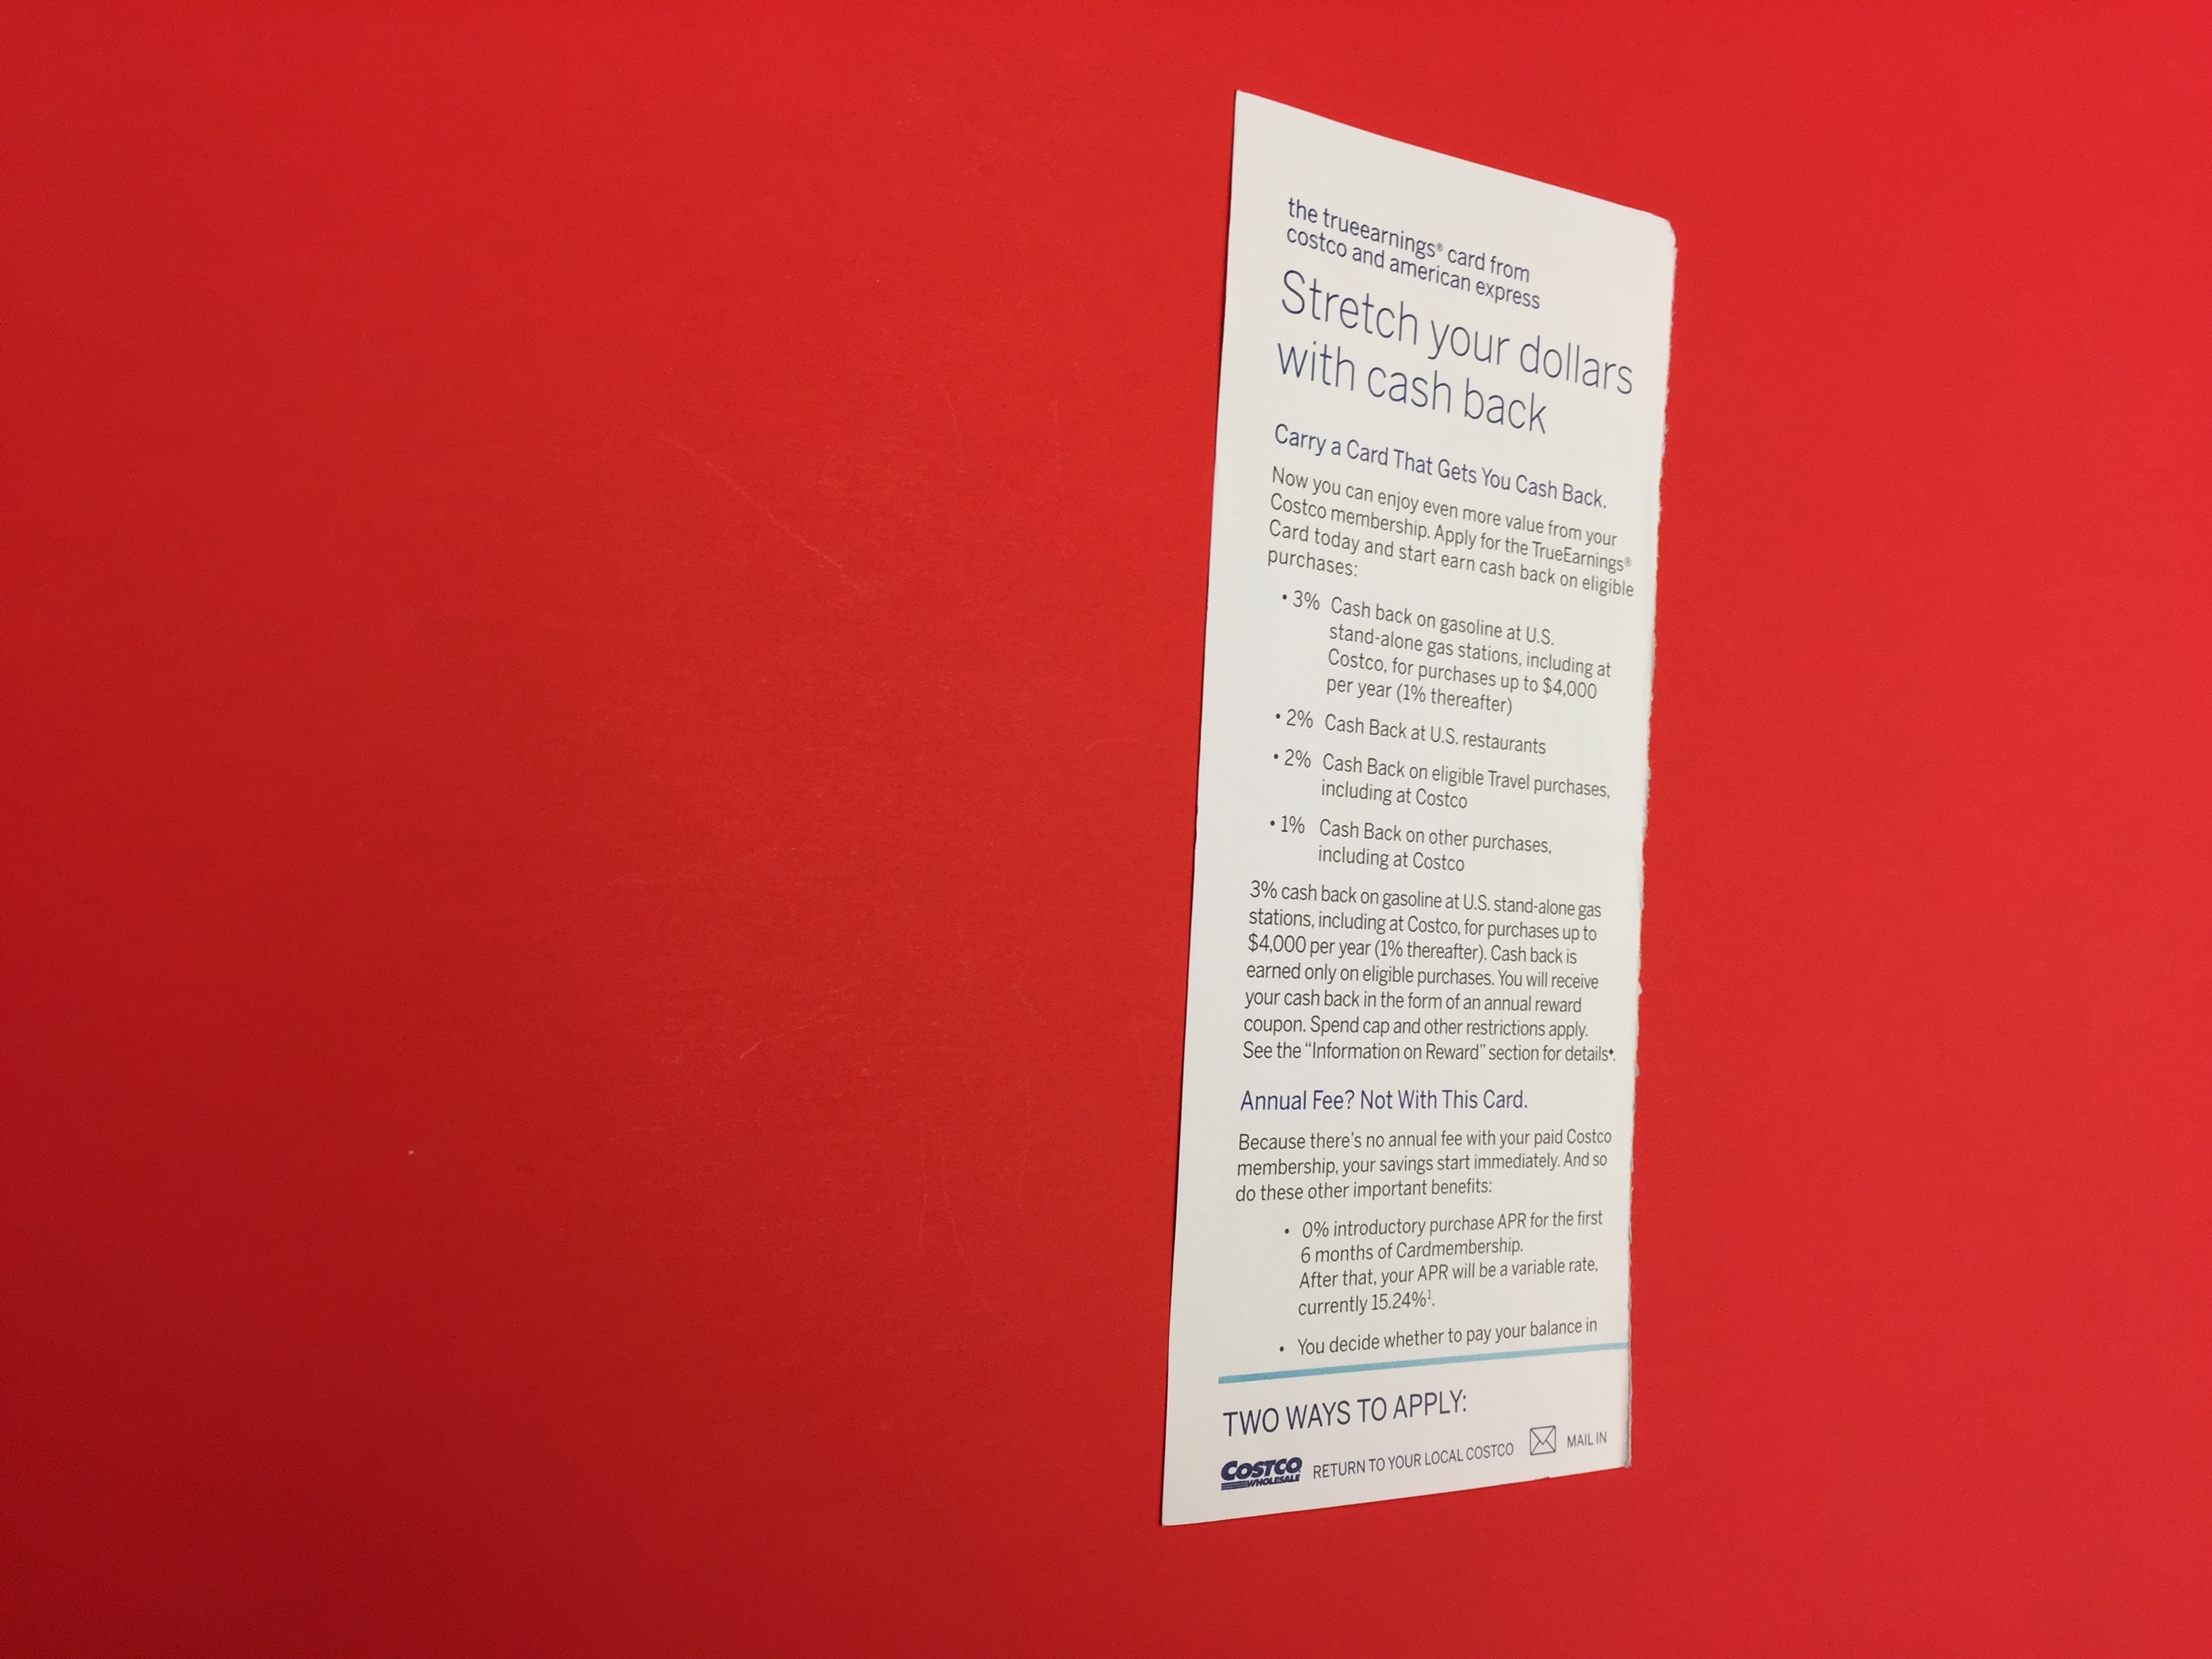 the trueearnings® card from
costco and american express
Stretch your dollars
with cash back
Carry a Card That Gets You Cash Back.
Now you can enjoy even more value from your
Costco membership. Apply for the TrueEarnings®
Card today and start earn cash back on eligible
purchases:
• 3% Cash back on gasoline at U.S.
stand-alone gas stations, including at
Costco, for purchases up to $4,000
per year (1% thereafter)
• 2% Cash Back at U.S. restaurants
• 2% Cash Back on eligible Travel purchases,
including at Costco
• 1% Cash Back on other purchases,
including at Costco
3% cash back on gasoline at U.S. stand-alone gas
stations, including at Costco, for purchases up to
$4,000 per year (1% thereafter). Cash back is
earned only on eligible purchases. You will receive
your cash back in the form of an annual reward
coupon. Spend cap and other restrictions apply.
See the “Information on Reward” section for details♦.
Annual Fee? Not With This Card.
Because there's no annual fee with your paid Costco
membership, your savings start immediately. And so
do these other important benefits:
• 0% introductory purchase APR for the first
6 months of Cardmembership.
After that, your APR will be a variable rate,
currently 15.24%¹.
• You decide whether to pay your balance in
TWO WAYS TO APPLY:
COSTCO WHOLESALE RETURN TO YOUR LOCAL COSTCO MAIL IN